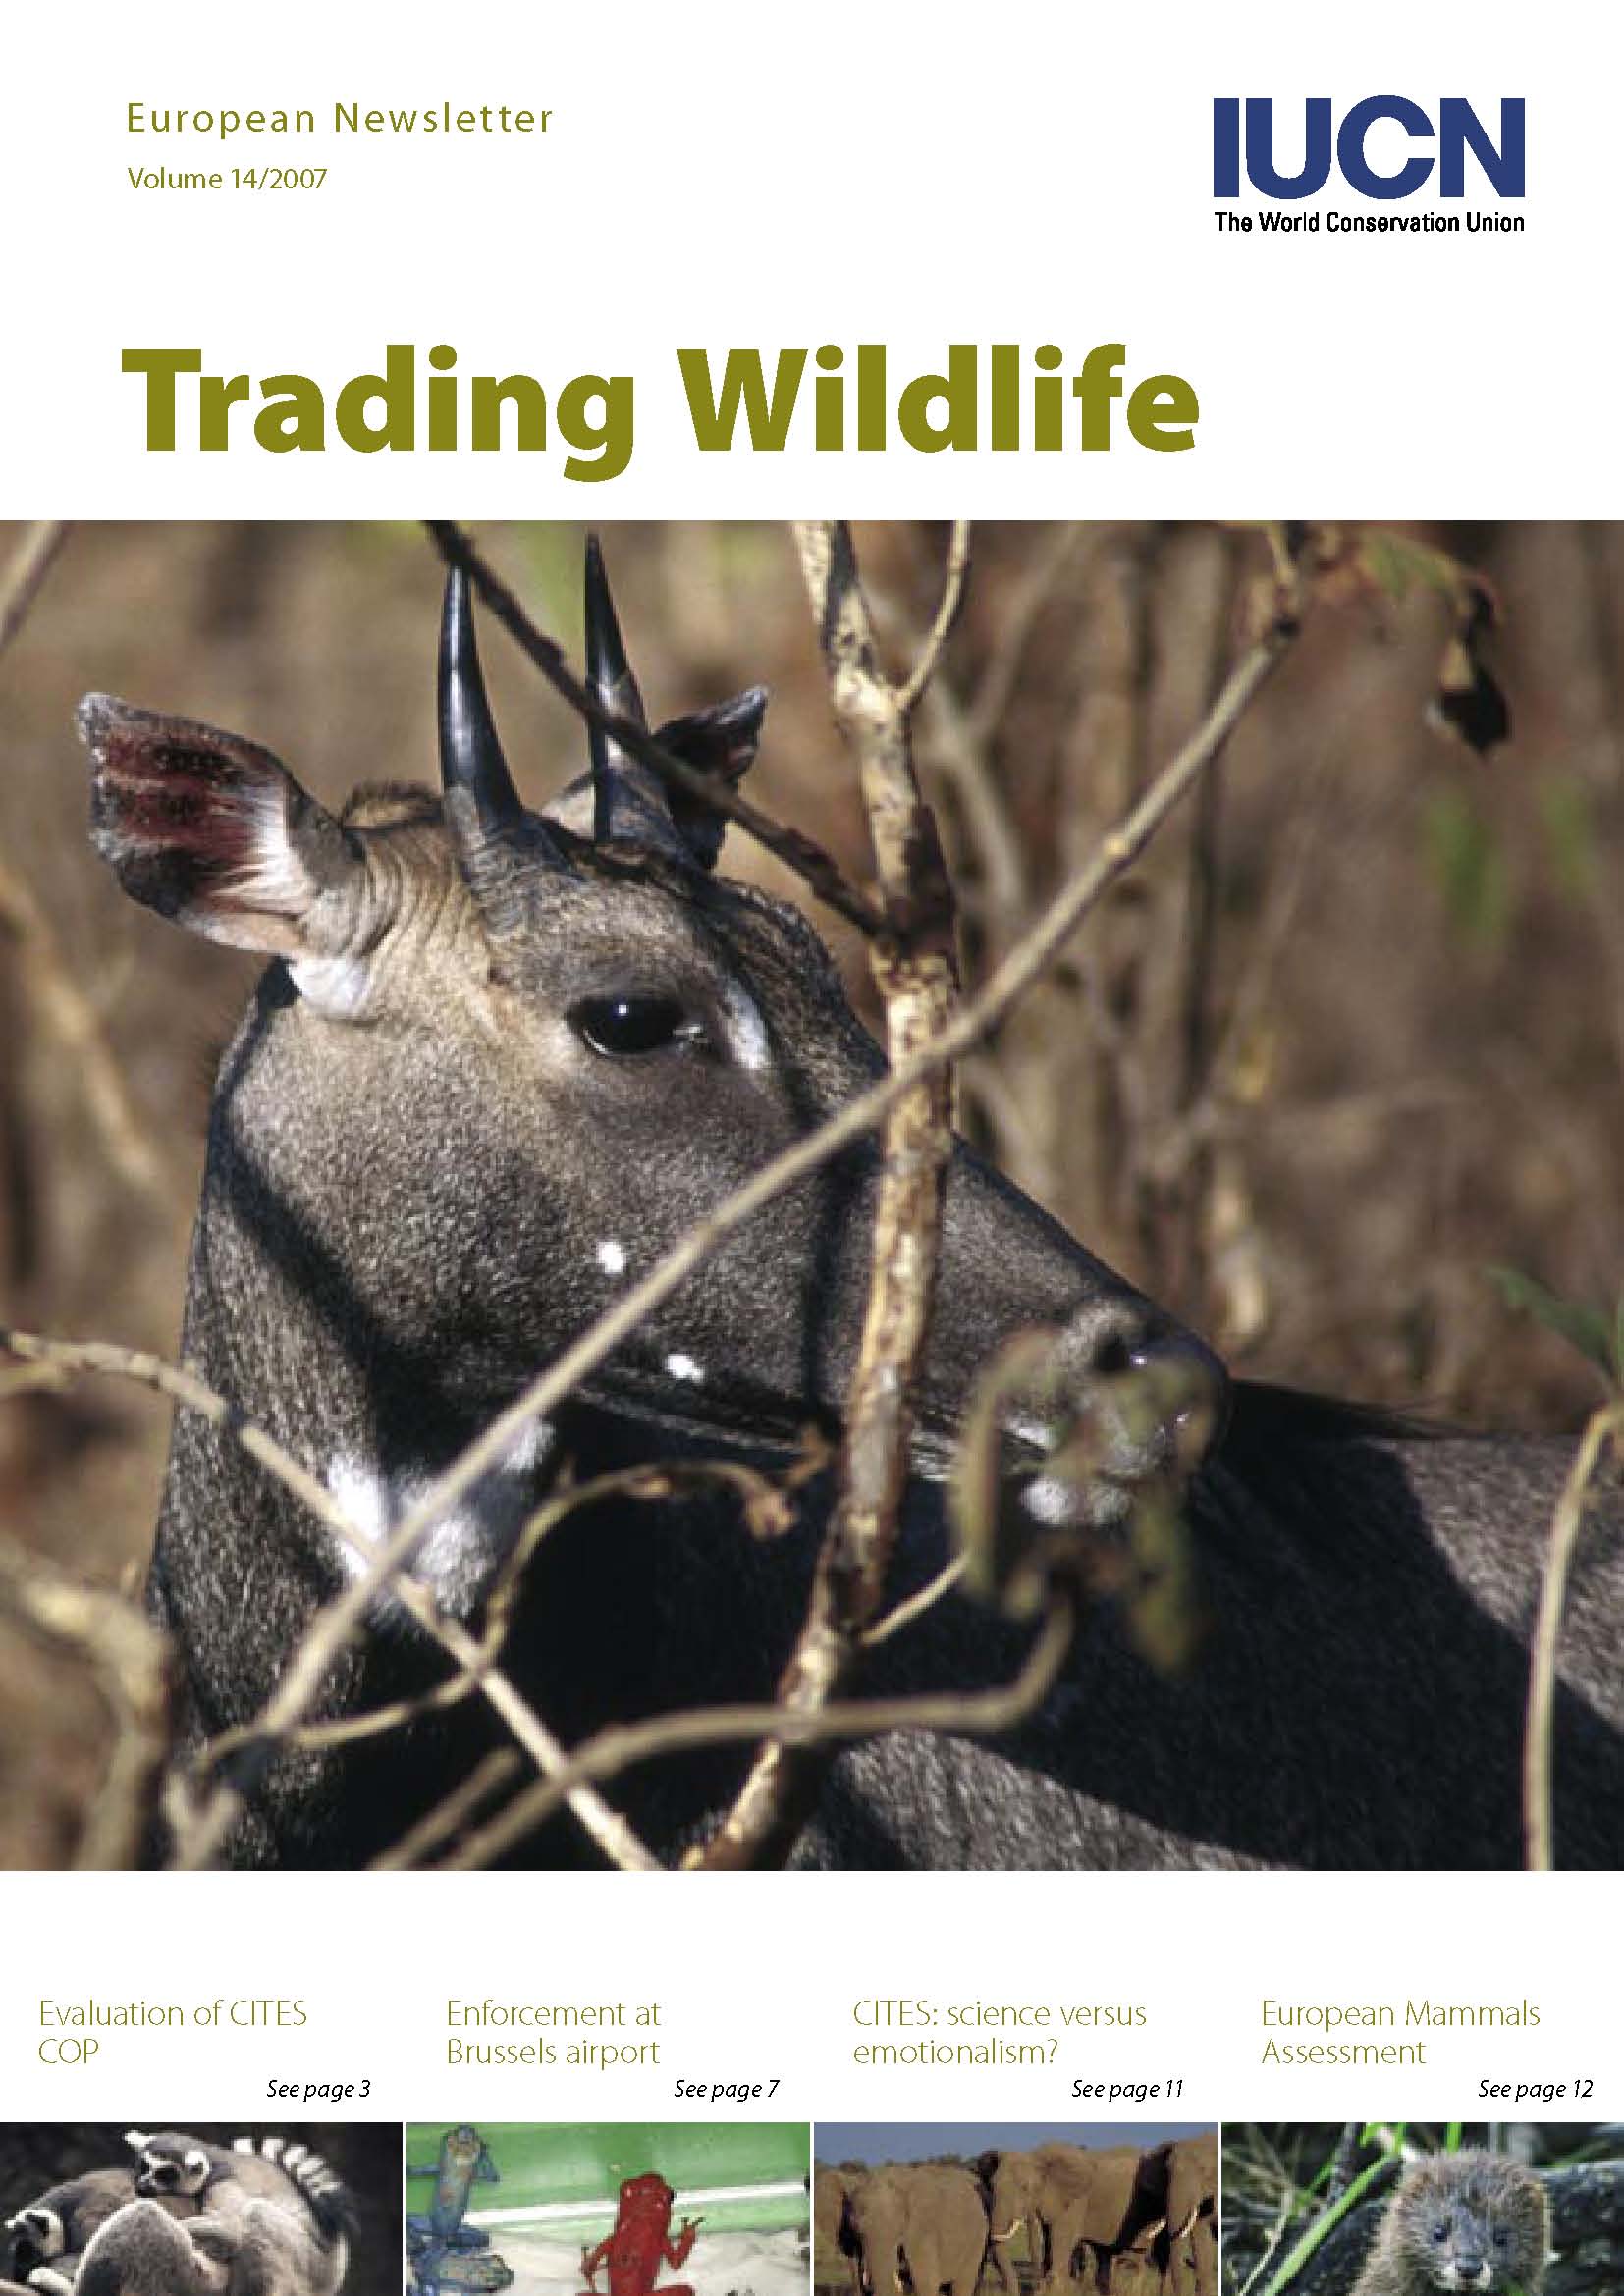 European Newsletter
Volume 14/2007
IUCN
The World Conservation Union
Trading Wildlife
Evaluation of CITES
COP
See page 3
Enforcement at
Brussels airport
See page 7
CITES: science versus
emotionalism?
See page 11
European Mammals
Assessment
See page 12